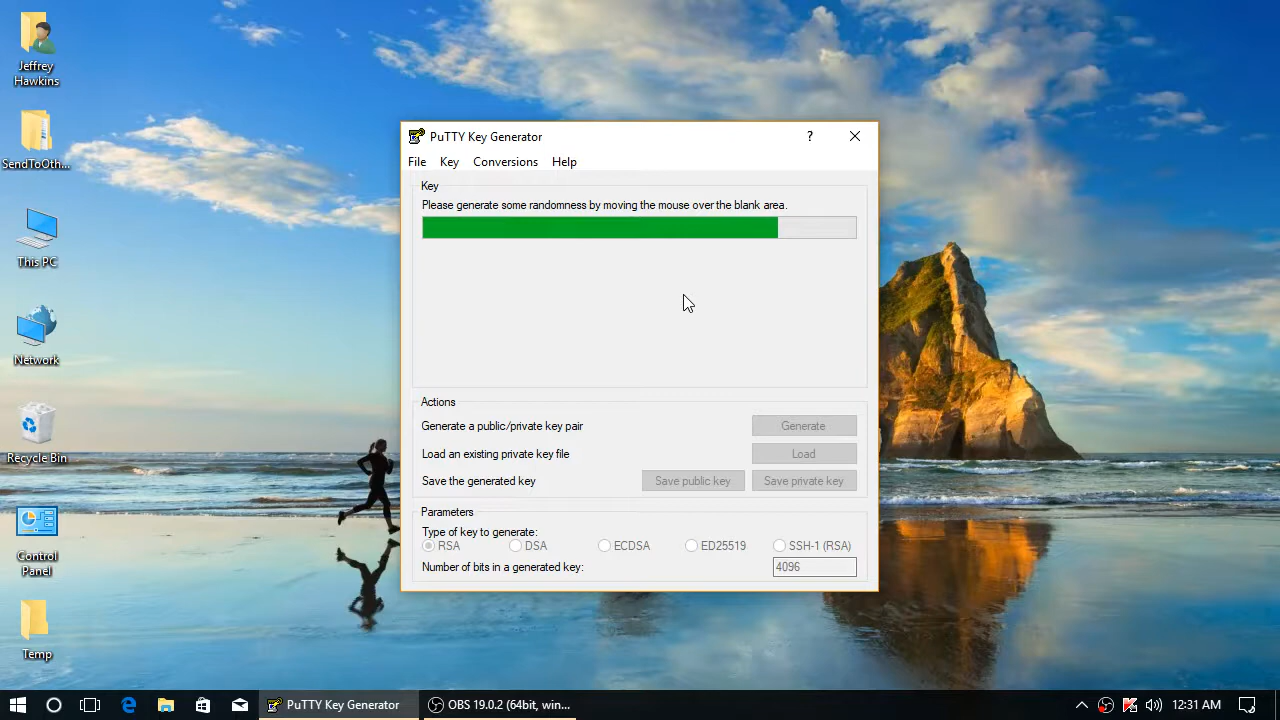 Jeffrey
Hawkins
SendToOth...
This PC
Network
Recycle Bin
Control
Panel
Temp
PuTTY Key Generator
?
File Key Conversions Help
Key
Please generate some randomness by moving the mouse over the blank area.
Actions
Generate a public/private key pair
Generate
Load an existing private key file
Load
Save the generated key
Save public key
Save private key
Parameters
Type of key to generate:
RSA DSA ECDSA ED25519 SSH-1 (RSA)
Number of bits in a generated key:
4096
PuTTY Key Generator
OBS 19.0.2 (64bit, win...
12:31 AM